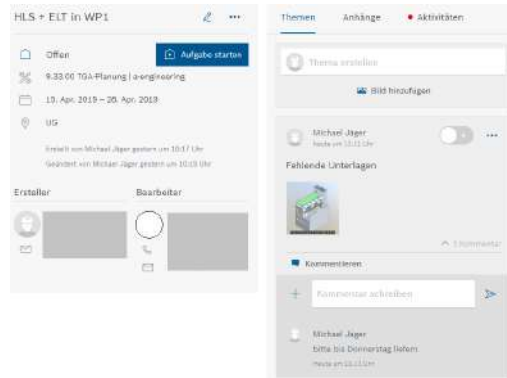 HLS + ELT in WP1
Offen
Aufgabe starten
9.33.00 TGA-Planung | a-engineering
15. Apr. 2019 – 26. Apr. 2019
UG
Erstellt von Michael Jäger gestern um 10:17 Uhr
Geändert von Michael Jäger gestern um 10:19 Uhr
Ersteller
Bearbeiter
Themen
Anhänge
Aktivitäten
Thema erstellen
Bild hinzufügen
Michael Jäger
Fehlende Unterlagen
1 Kommentar
Kommentieren
Kommentar schreiben
Michael Jäger
bitte bis Donnerstag liefern